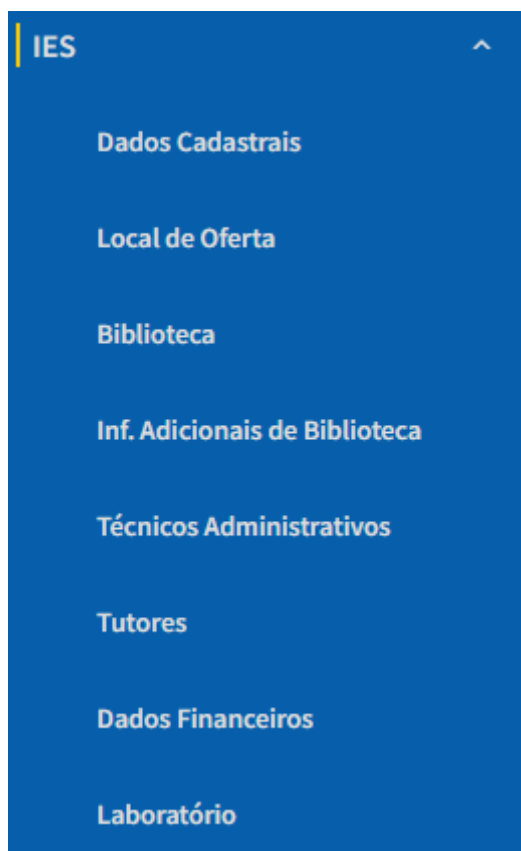 IES
Dados Cadastrais
Local de Oferta
Biblioteca
Inf. Adicionais de Biblioteca
Técnicos Administrativos
Tutores
Dados Financeiros
Laboratório